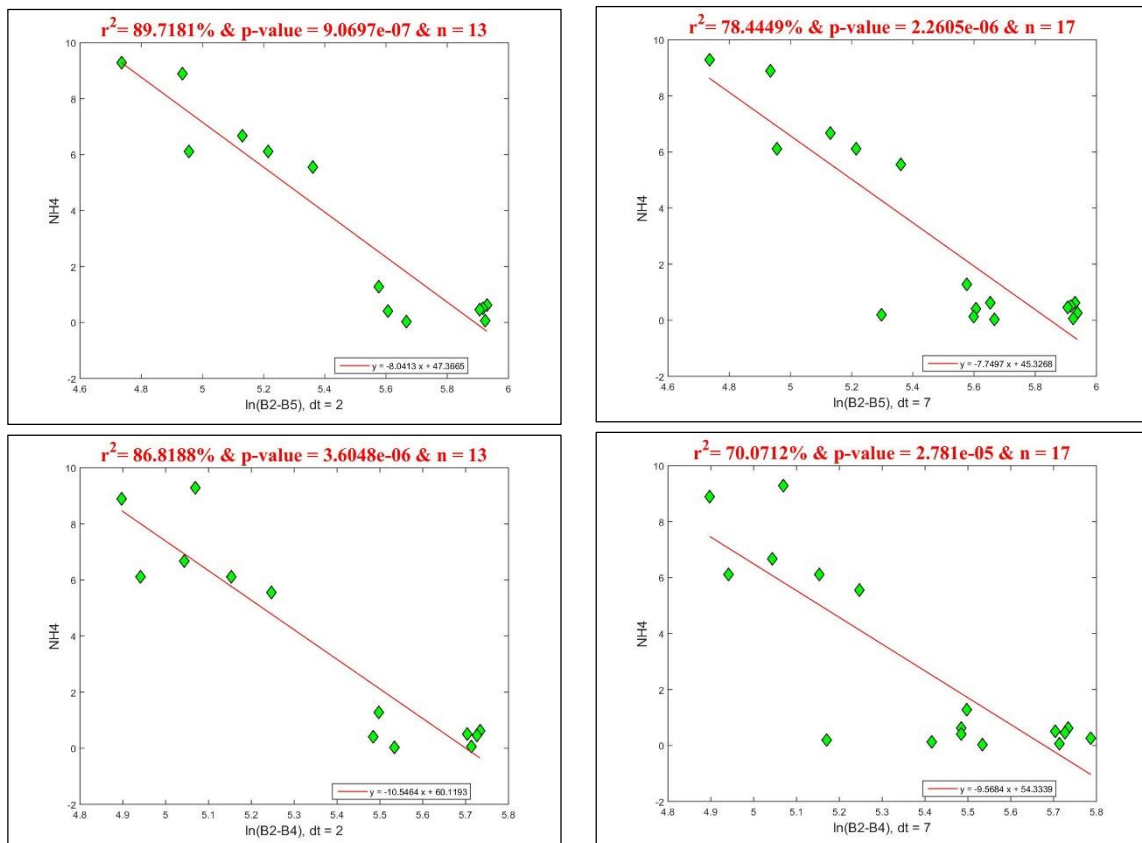 r2= 89.7181% & p-value = 9.0697e-07 & n = 13
10
8
6
4
2
0
-2
NH4
y = -8.0413 x + 47.3665
4.6 4.8 5 5.2 5.4 5.6 5.8 6
ln(B2-B5), dt = 2
r2= 78.4449% & p-value = 2.2605e-06 & n = 17
10
8
6
4
2
0
-2
NH4
y = -7.7497 x + 45.3268
4.6 4.8 5 5.2 5.4 5.6 5.8 6
ln(B2-B5), dt = 7
r2= 86.8188% & p-value = 3.6048e-06 & n = 13
10
8
6
4
2
0
-2
NH4
y = -10.5464 x + 60.1193
4.8 4.9 5 5.1 5.2 5.3 5.4 5.5 5.6 5.7 5.8
ln(B2-B4), dt = 2
r2= 70.0712% & p-value = 2.781e-05 & n = 17
10
8
6
4
2
0
-2
NH4
y = -9.5684 x + 54.3339
4.8 4.9 5 5.1 5.2 5.3 5.4 5.5 5.6 5.7 5.8
ln(B2-B4), dt = 7